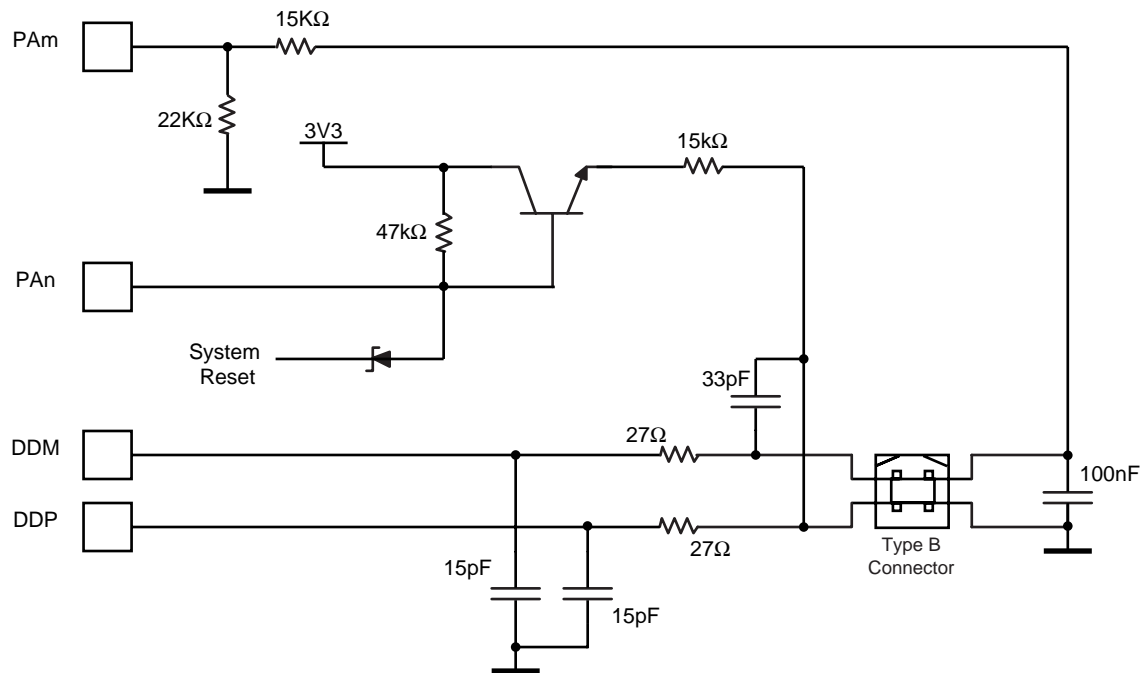 PAm
15KΩ
22KΩ
3V3
15kΩ
47kΩ
PAn
System
Reset
33pF
DDM
27Ω
100nF
DDP
27Ω
Type B
Connector
15pF
15pF